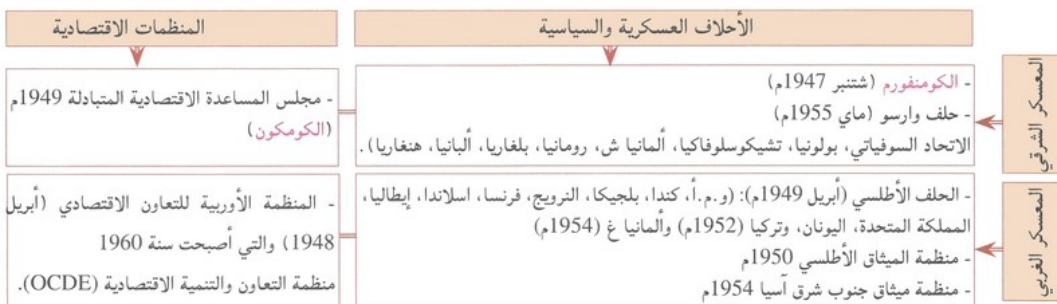 الأحلاف العسكرية والسياسية
المنظمات الاقتصادية
المعسكر الشرقي
- الكومنفورم (شتنبر 1947م)
- حلف وارسو (ماي 1955م)
الاتحاد السوفياتي، بولونيا، تشيكوسلوفاكيا، ألمانيا ش، رومانيا، بلغاريا، ألبانيا، هنغاريا).
- مجلس المساعدة الاقتصادية المتبادلة 1949م
(الكومكون)
المعسكر الغربي
- الحلف الأطلسي (أبريل 1949م): (و.م.أ، كندا، بلجيكا، النرويج، فرنسا، اسلاندا، إيطاليا،
المملكة المتحدة، اليونان، وتركيا (1952م) وألمانيا غ (1954م)
- منظمة الميثاق الأطلسي 1950م
- منظمة ميثاق جنوب شرق آسيا 1954م
- المنظمة الأوربية للتعاون الاقتصادي (أبريل
1948) والتي أصبحت سنة 1960
منظمة التعاون والتنمية الاقتصادية (OCDE).